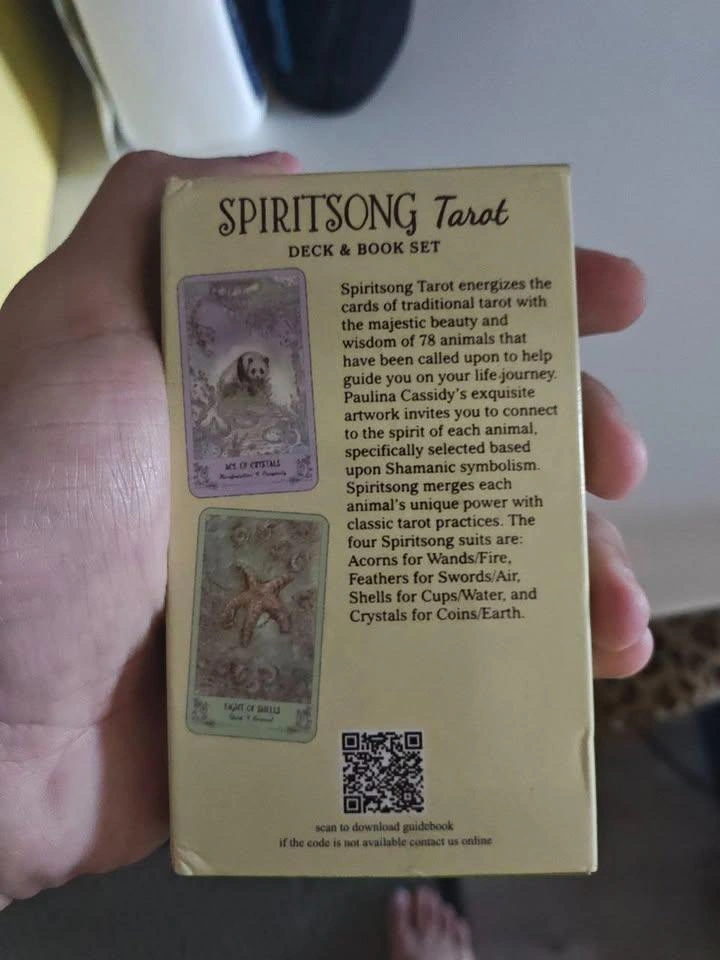 SPIRITSONG Tarot
DECK & BOOK SET
Spiritsong Tarot energizes the
cards of traditional tarot with
the majestic beauty and
wisdom of 78 animals that
have been called upon to help
guide you on your life-journey.
Paulina Cassidy's exquisite
artwork invites you to connect
to the spirit of each animal,
specifically selected based
upon Shamanic symbolism.
Spiritsong merges each
animal's unique power with
classic tarot practices. The
four Spiritsong suits are:
Acorns for Wands/Fire,
Feathers for Swords/Air,
Shells for Cups/Water, and
Crystals for Coins/Earth.
ACE OF CRYSTALS
EIGHT OF SHELLS
scan to download guidebook
if the code is not available contact us online